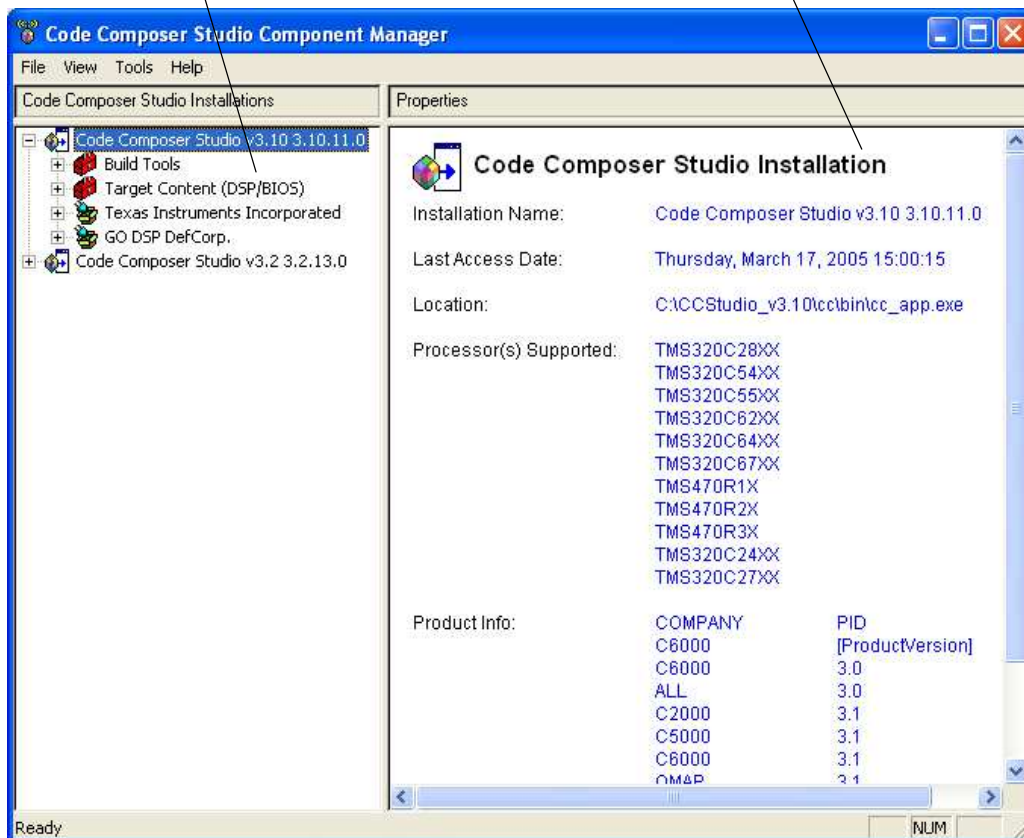 Code Composer Studio Component Manager
File View Tools Help
Code Composer Studio Installations
Code Composer Studio v3.10 3.10.11.0
Build Tools
Target Content (DSP/BIOS)
Texas Instruments Incorporated
GO DSP DefCorp.
Code Composer Studio v3.2 3.2.13.0
Properties
Code Composer Studio Installation
Installation Name: Code Composer Studio v3.10 3.10.11.0
Last Access Date: Thursday, March 17, 2005 15:00:15
Location: C:\CCStudio_v3.10\cc\bin\cc_app.exe
Processor(s) Supported: TMS320C28XX
TMS320C54XX
TMS320C55XX
TMS320C62XX
TMS320C64XX
TMS320C67XX
TMS470R1X
TMS470R2X
TMS470R3X
TMS320C24XX
TMS320C27XX
Product Info: COMPANY PID
C6000 [ProductVersion]
C6000 3.0
ALL 3.0
C2000 3.1
C5000 3.1
C6000 3.1
OMAP 3.1
Ready
NUM